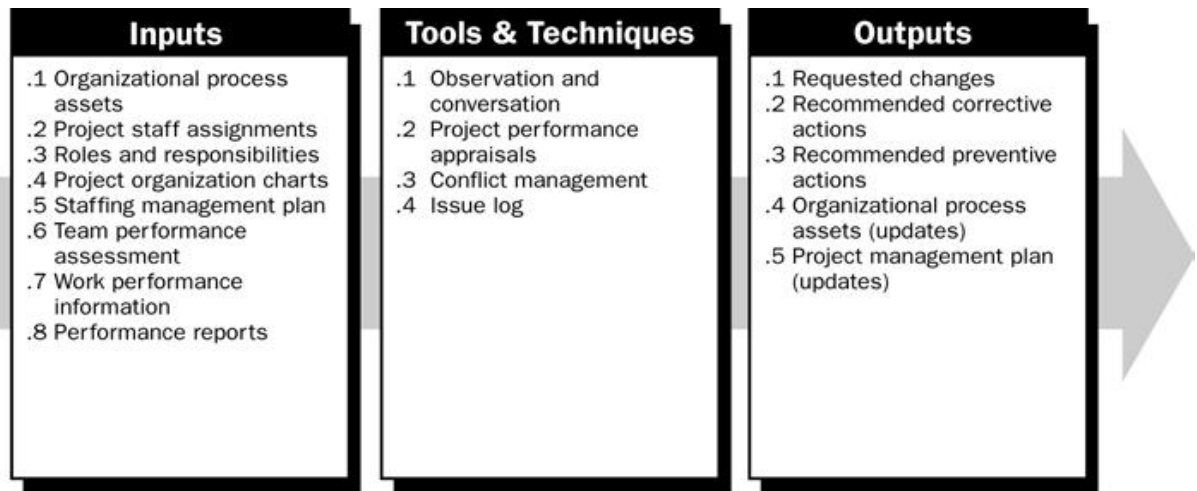 Inputs
.1 Organizational process
assets
.2 Project staff assignments
.3 Roles and responsibilities
.4 Project organization charts
.5 Staffing management plan
.6 Team performance
assessment
.7 Work performance
information
.8 Performance reports
Tools & Techniques
.1 Observation and
conversation
.2 Project performance
appraisals
.3 Conflict management
.4 Issue log
Outputs
.1 Requested changes
.2 Recommended corrective
actions
.3 Recommended preventive
actions
.4 Organizational process
assets (updates)
.5 Project management plan
(updates)